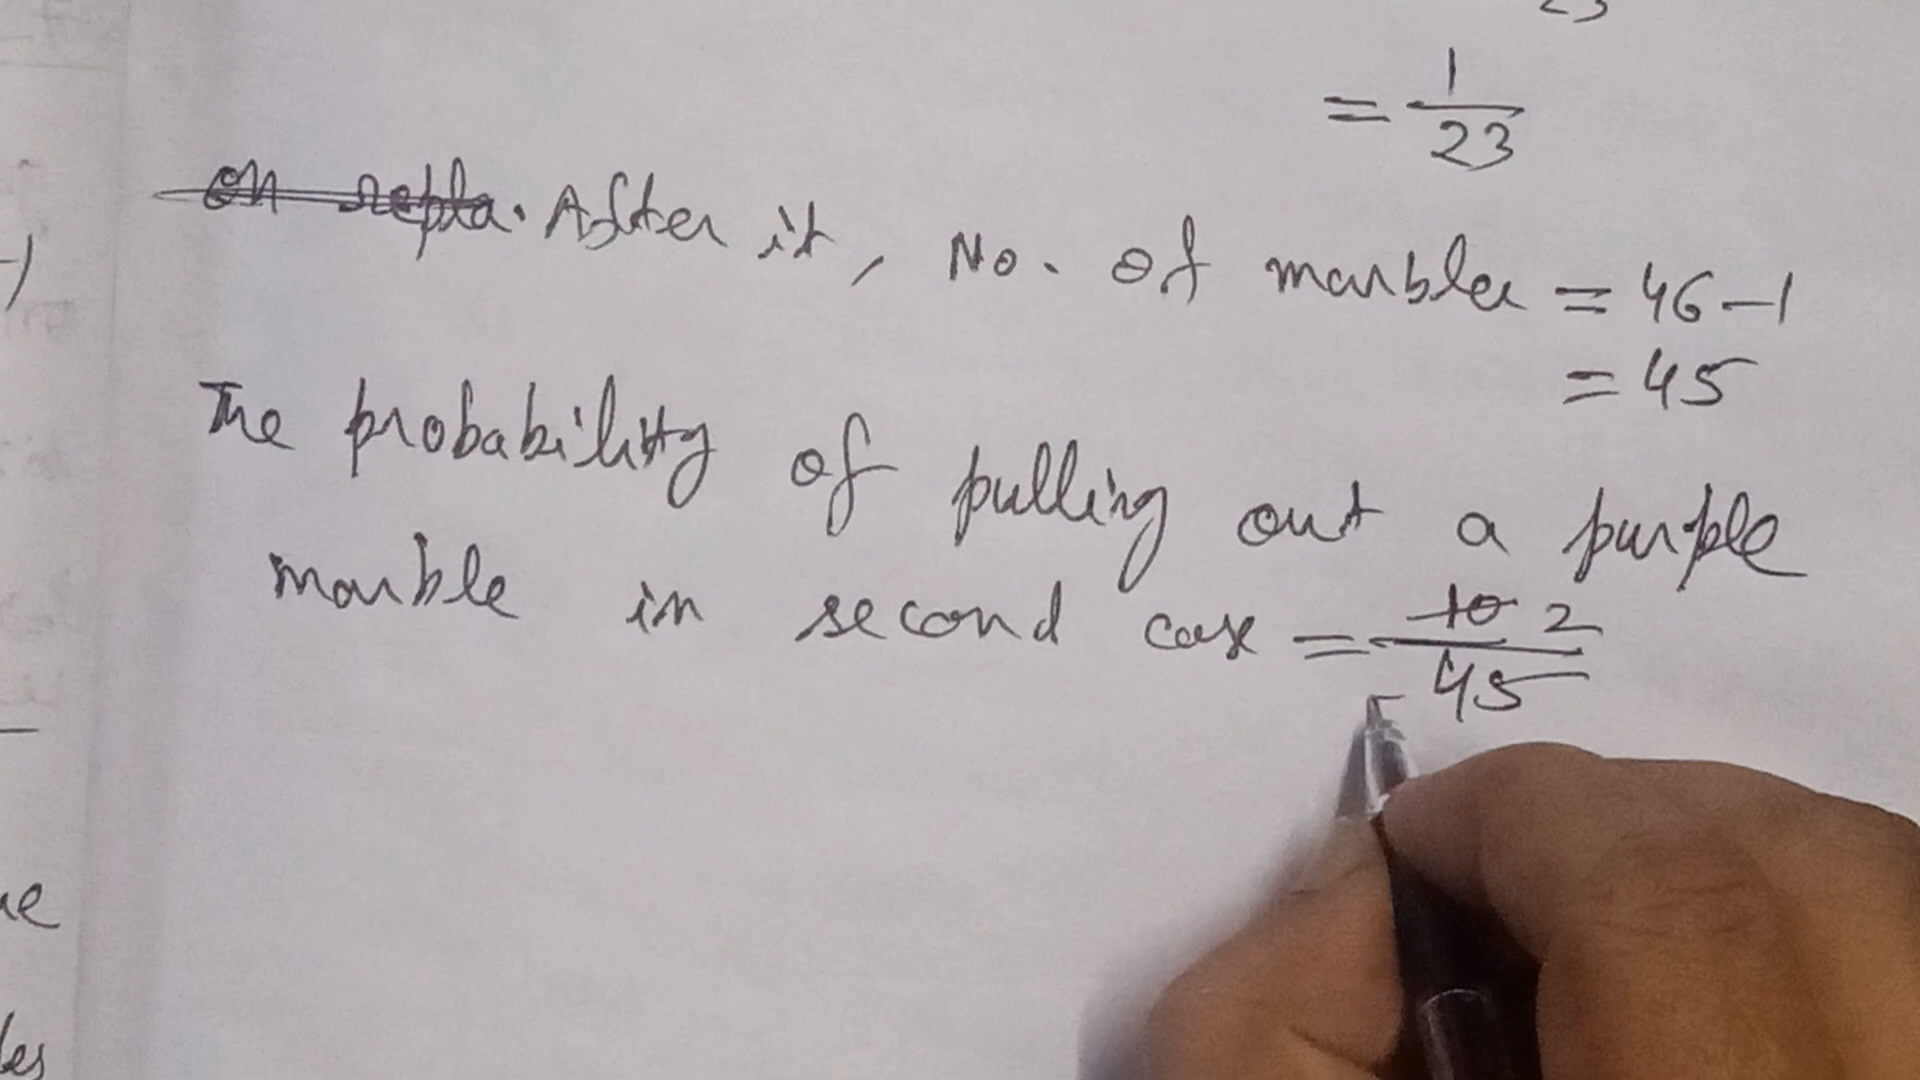 = 1/23
on repla. After it, No. of marbles = 46-1
= 45
The probability of pulling out a purple
marble in second case = 10 2/45